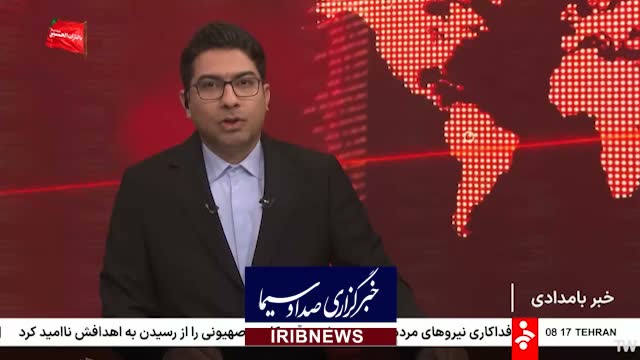 خبر بامدادی
خبرگزاری صدا و سیما
IRIBNEWS
08 17 TEHRAN
فداکاری نیروهای صهیونی را از رسیدن به اهدافش ناامید کرد
TW